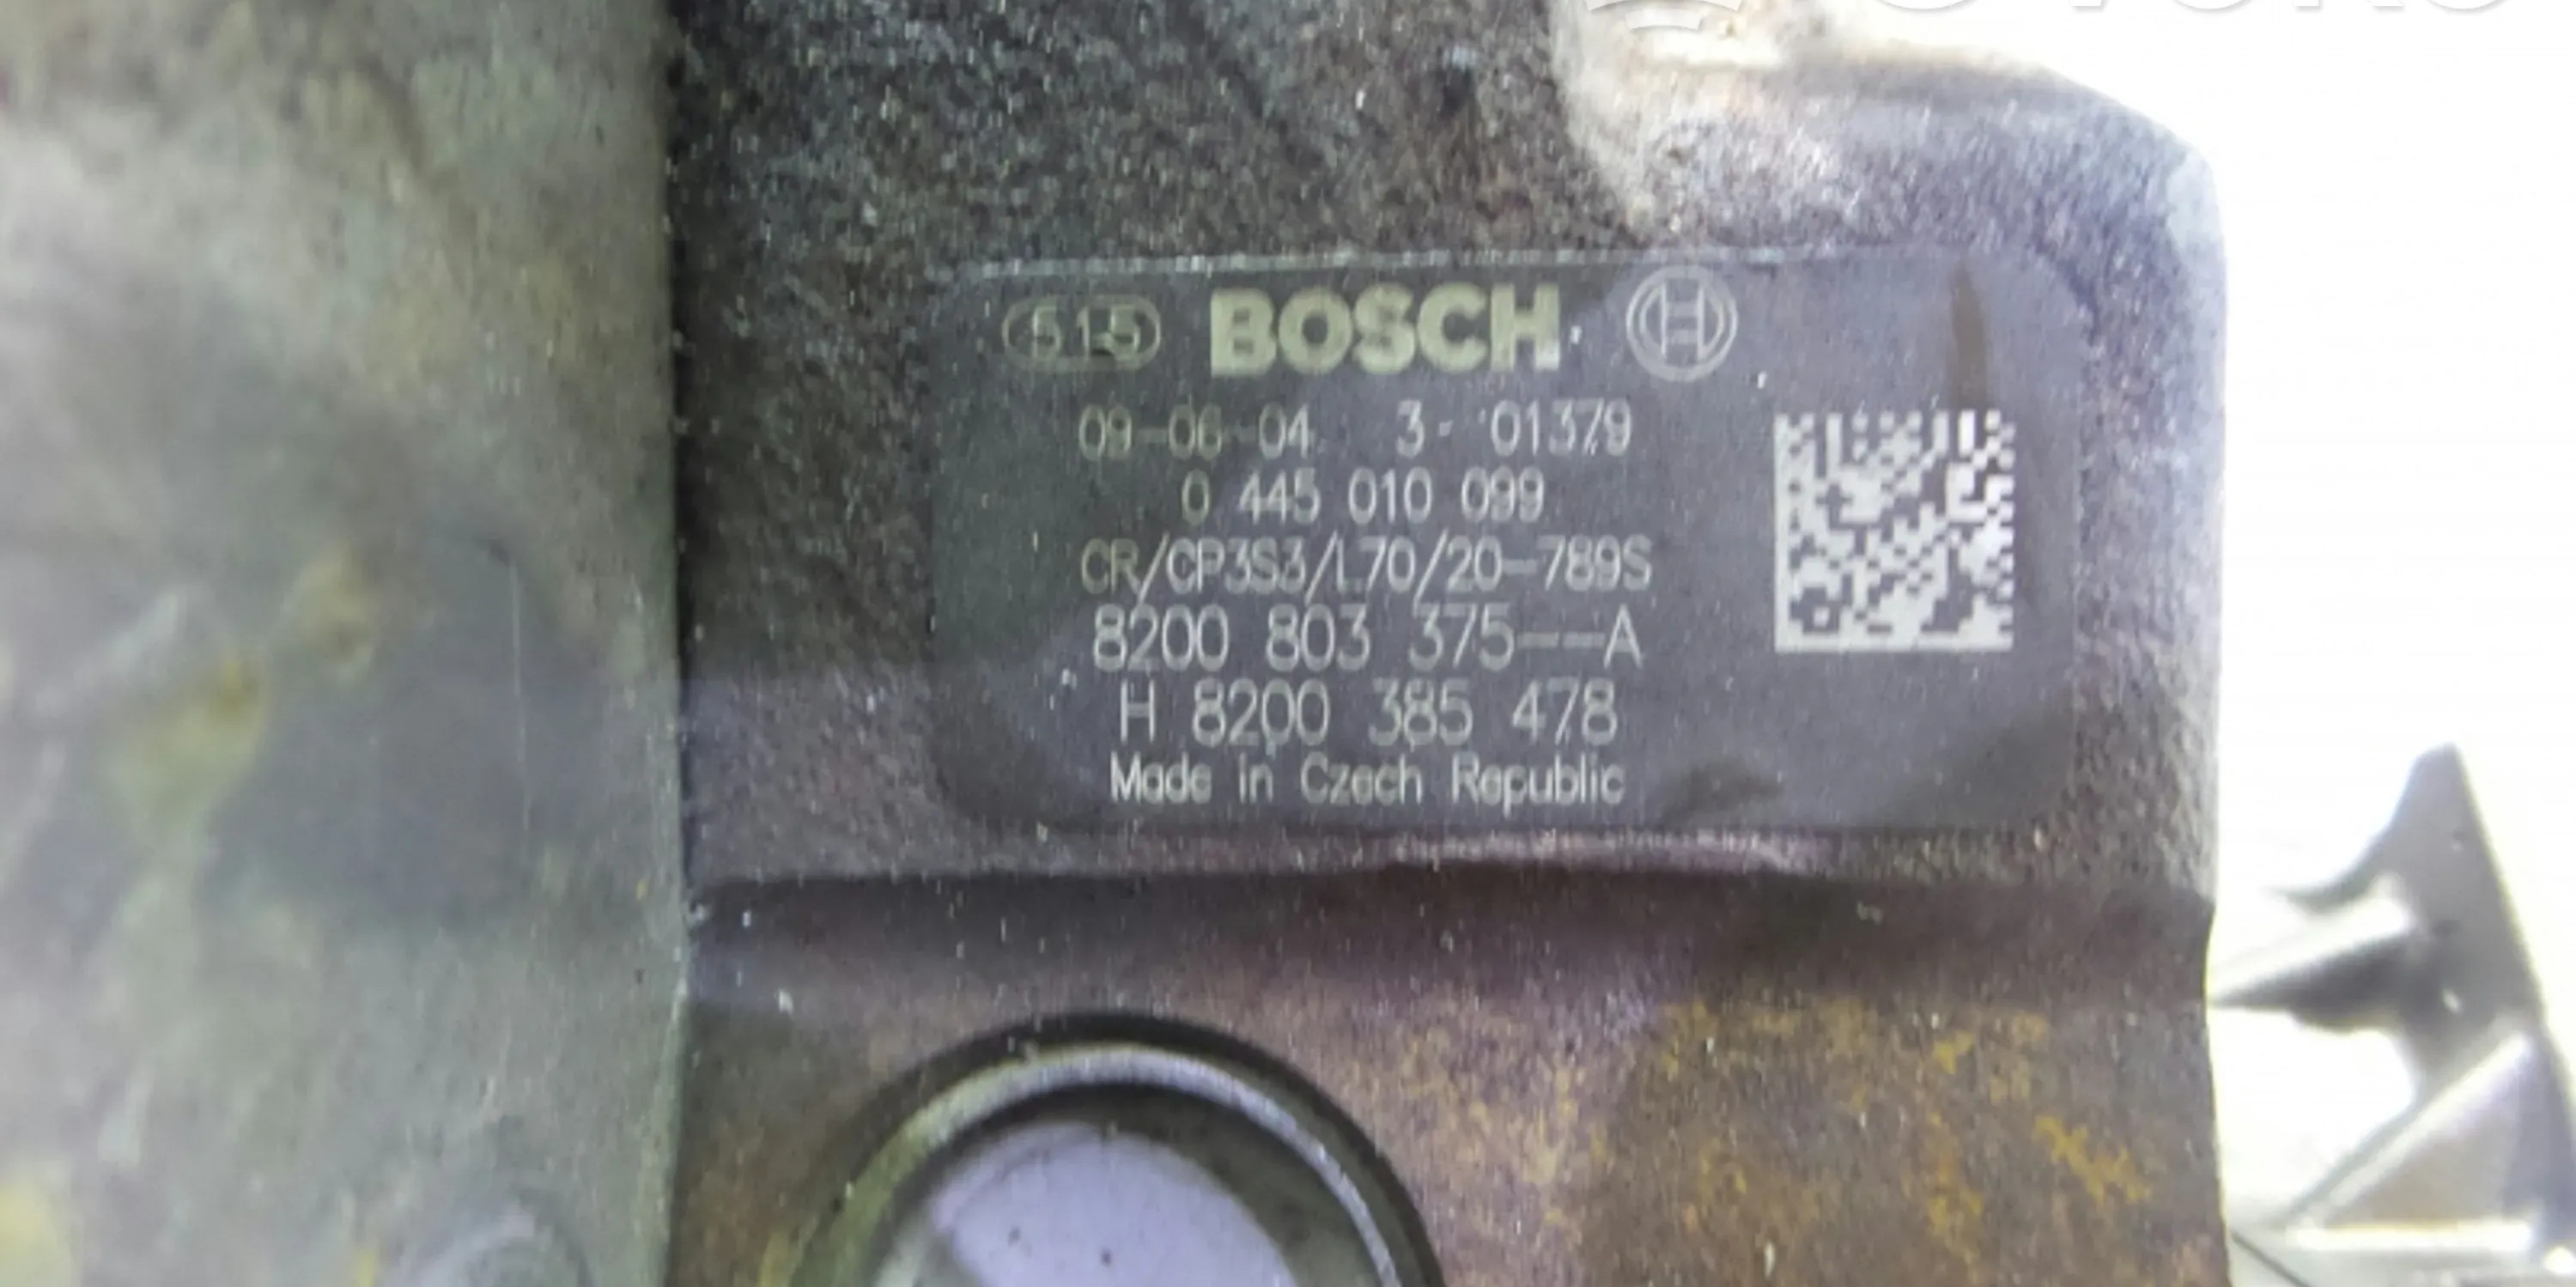 515 BOSCH
09-06-04 3- 01379
0 445 010 099
CR/CP3S3/L70/20-789S
8200 803 375--A
H 8200 385 478
Made in Czech Republic